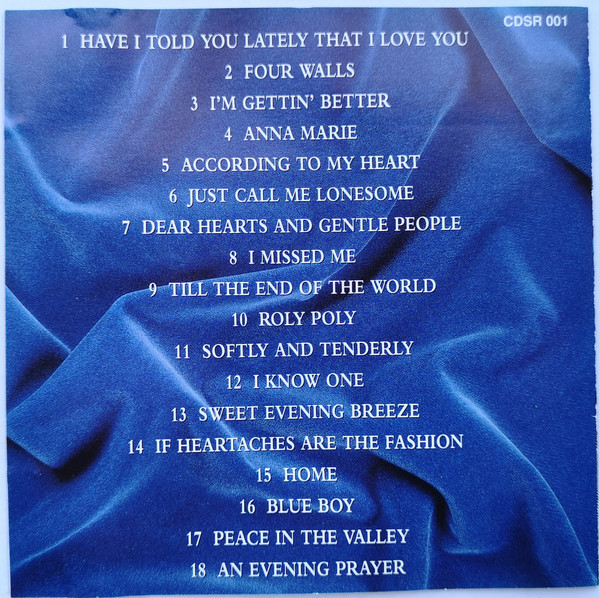 CDSR 001
1 HAVE I TOLD YOU LATELY THAT I LOVE YOU
2 FOUR WALLS
3 I'M GETTIN' BETTER
4 ANNA MARIE
5 ACCORDING TO MY HEART
6 JUST CALL ME LONESOME
7 DEAR HEARTS AND GENTLE PEOPLE
8 I MISSED ME
9 TILL THE END OF THE WORLD
10 ROLY POLY
11 SOFTLY AND TENDERLY
12 I KNOW ONE
13 SWEET EVENING BREEZE
14 IF HEARTACHES ARE THE FASHION
15 HOME
16 BLUE BOY
17 PEACE IN THE VALLEY
18 AN EVENING PRAYER